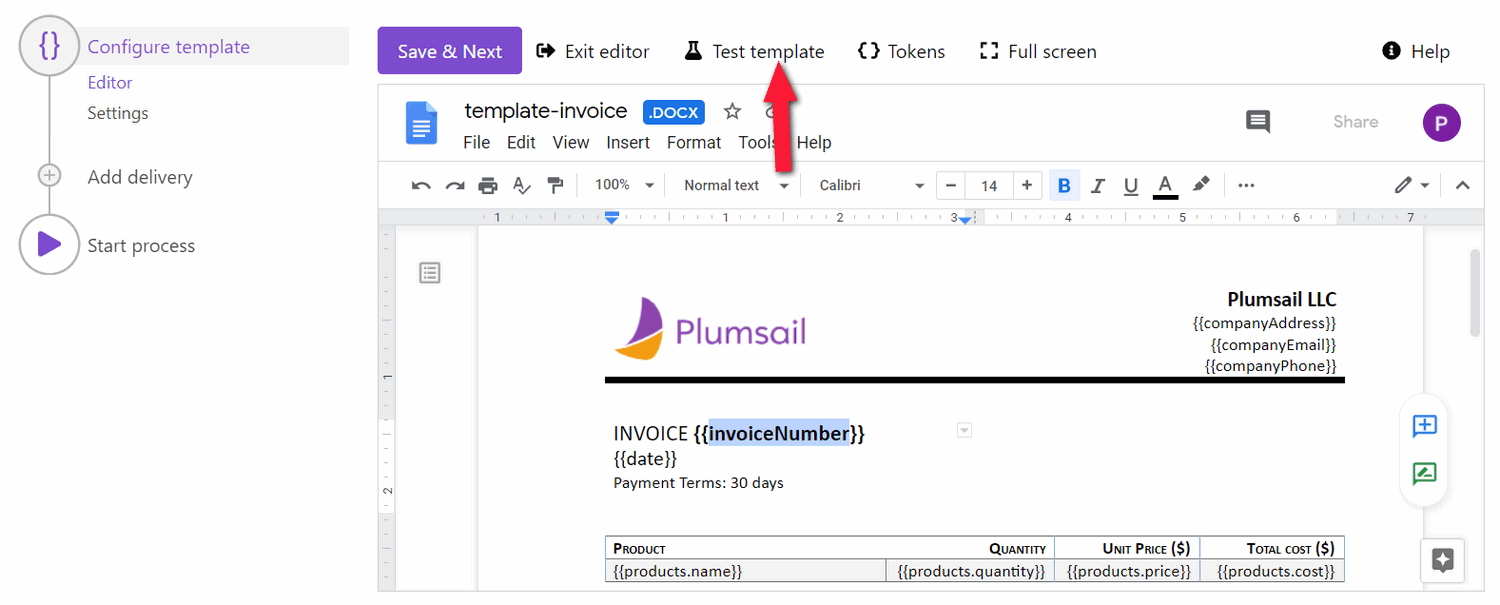 {} Configure template
Editor
Settings
Add delivery
Start process
Save & Next Exit editor Test template {} Tokens Full screen Help
template-invoice .DOCX
File Edit View Insert Format Tools Help
Share
P
100% Normal text Calibri − 14 + B I U A
1 1 2 3 4 5 6 7
Plumsail
Plumsail LLC
{{companyAddress}}
{{companyEmail}}
{{companyPhone}}
1
INVOICE {{invoiceNumber}}
{{date}}
Payment Terms: 30 days
2
Product Quantity Unit Price ($) Total cost ($)
{{products.name}} {{products.quantity}} {{products.price}} {{products.cost}}